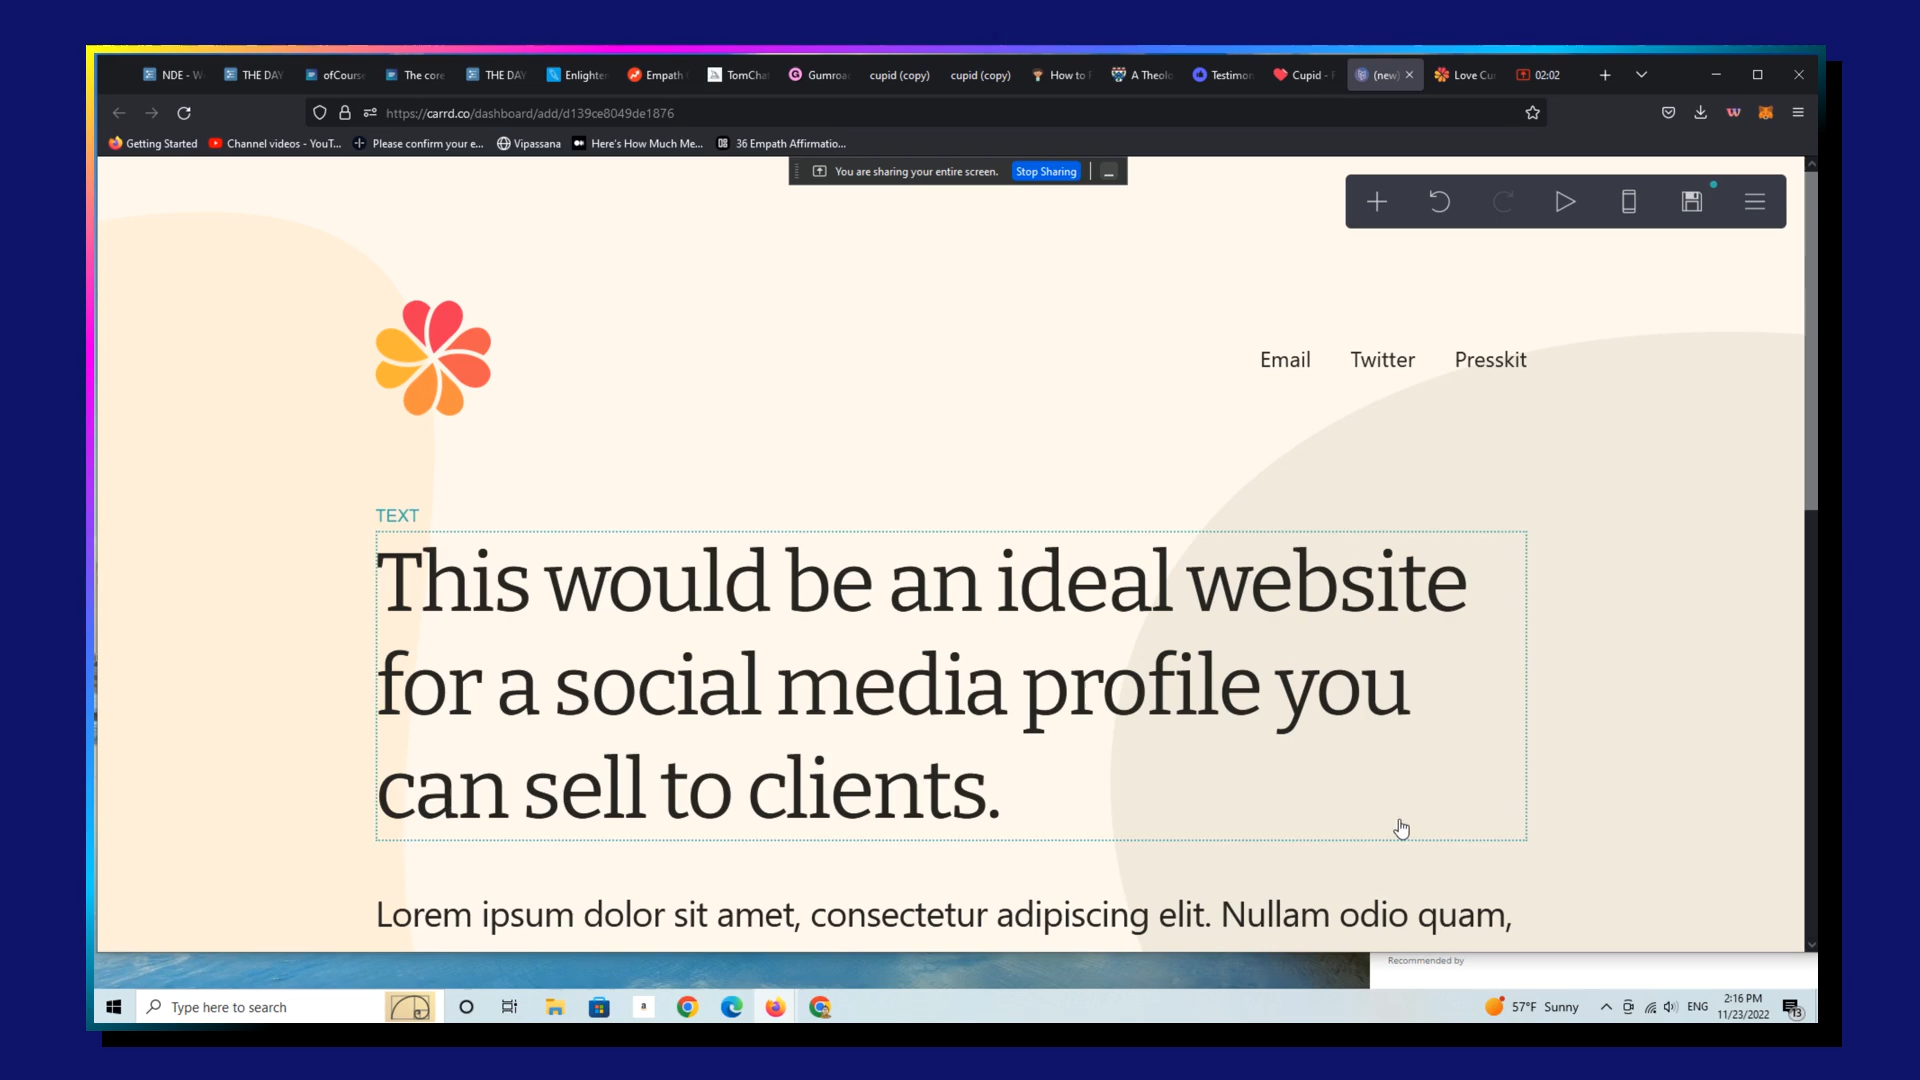 NDE - W
THE DAY
ofCourse
The core
THE DAY
Enlighten
Empath
TomCha
Gumroa
cupid (copy)
cupid (copy)
How to F
A Theolo
Testimon
Cupid - F
(new)
Love Cu
02:02
https://carrd.co/dashboard/add/d139ce8049de1876
Getting Started
Channel videos - YouT...
Please confirm your e...
Vipassana
Here's How Much Me...
36 Empath Affirmatio...
You are sharing your entire screen.
Stop Sharing
Email
Twitter
Presskit
TEXT
This would be an ideal website
for a social media profile you
can sell to clients.
Lorem ipsum dolor sit amet, consectetur adipiscing elit. Nullam odio quam,
Recommended by
Type here to search
57°F Sunny
ENG
2:16 PM
11/23/2022
13